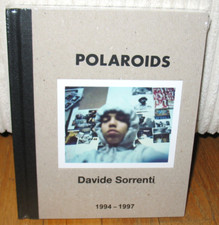 POLAROIDS
Davide Sorrenti
1994 - 1997